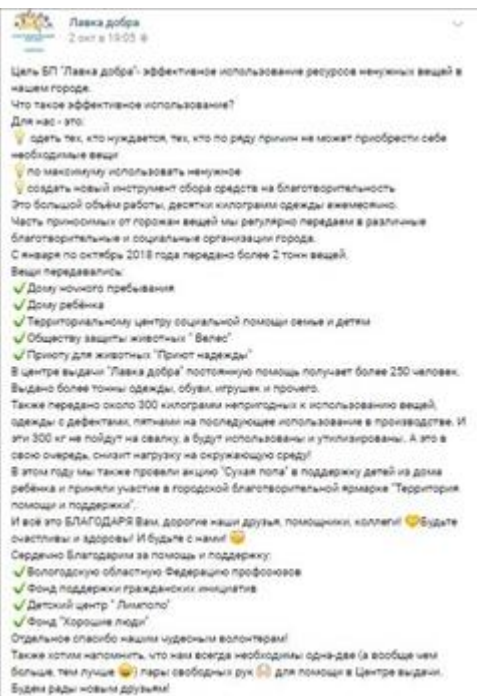 Лавка добра
2 окт в 19:05
Цель БП "Лавка добра"- эффективное использование ресурсов ненужных вещей в
нашем городе.
Что такое эффективное использование?
Для нас - это:
одеть тех, кто нуждается, тех, кто по ряду причин не может приобрести себе
необходимые вещи
по максимуму использовать ненужное
создать новый инструмент сбора средств на благотворительность
Это большой объём работы, десятки килограмм одежды ежемесячно.
Часть приносимых от горожан вещей мы регулярно передаем в различные
благотворительные и социальные организации города.
С января по октябрь 2018 года передано более 2 тонн вещей.
Вещи передавались:
Дому ночного пребывания
Дому ребёнка
Территориальному центру социальной помощи семье и детям
Обществу защиты животных " Велес"
Приюту для животных "Приют надежды"
В центре выдачи "Лавка добра" постоянную помощь получает более 250 человек.
Выдано более тонны одежды, обуви, игрушек и прочего.
Также передано около 300 килограмм непригодных к использованию вещей,
одежды с дефектами, пятнами на последующее использование в производстве. И
эти 300 кг не пойдут на свалку, а будут использованы и утилизированы. А это в
свою очередь, снизит нагрузку на окружающую среду!
В этом году мы также провели акцию "Сухая попа" в поддержку детей из дома
ребёнка и приняли участие в городской благотворительной ярмарке "Территория
помощи и поддержки".
И всё это БЛАГОДАРЯ Вам, дорогие наши друзья, помощники, коллеги! Будьте
счастливы и здоровы! И будьте с нами!
Сердечно Благодарим за помощь и поддержку:
Вологодскую областную Федерацию профсоюзов
Фонд поддержки гражданских инициатив
Детский центр " Лимполо"
Фонд "Хорошие люди"
Отдельное спасибо нашим чудесным волонтерам!
Также хотим напомнить, что нам всегда необходимы одна-две (а вообще чем
больше, тем лучше ) пары свободных рук для помощи в Центре выдачи.
Будем рады новым друзьям!